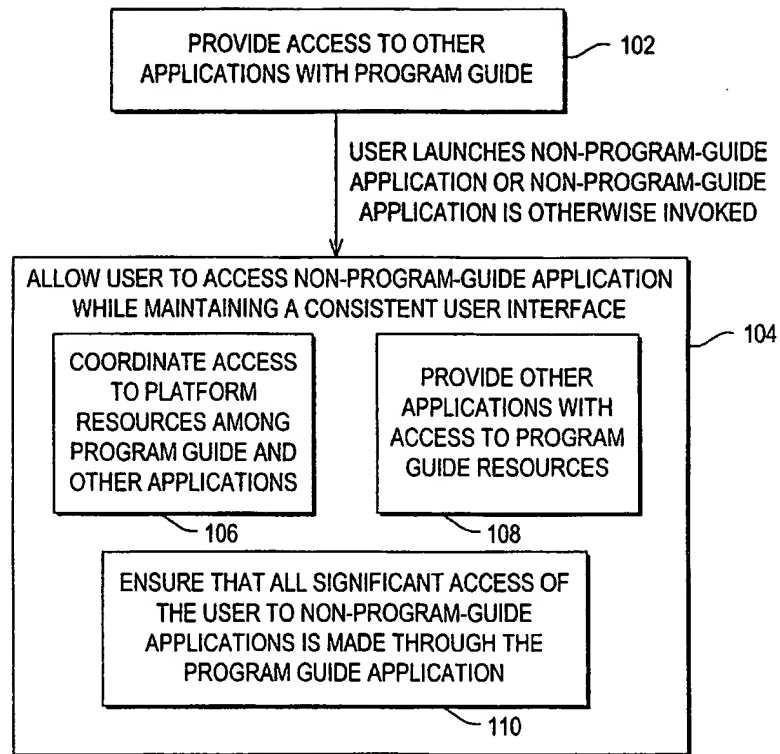 PROVIDE ACCESS TO OTHER
APPLICATIONS WITH PROGRAM GUIDE
102
USER LAUNCHES NON-PROGRAM-GUIDE
APPLICATION OR NON-PROGRAM-GUIDE
APPLICATION IS OTHERWISE INVOKED
ALLOW USER TO ACCESS NON-PROGRAM-GUIDE APPLICATION
WHILE MAINTAINING A CONSISTENT USER INTERFACE
104
COORDINATE ACCESS
TO PLATFORM
RESOURCES AMONG
PROGRAM GUIDE AND
OTHER APPLICATIONS
106
PROVIDE OTHER
APPLICATIONS WITH
ACCESS TO PROGRAM
GUIDE RESOURCES
108
ENSURE THAT ALL SIGNIFICANT ACCESS OF
THE USER TO NON-PROGRAM-GUIDE
APPLICATIONS IS MADE THROUGH THE
PROGRAM GUIDE APPLICATION
110